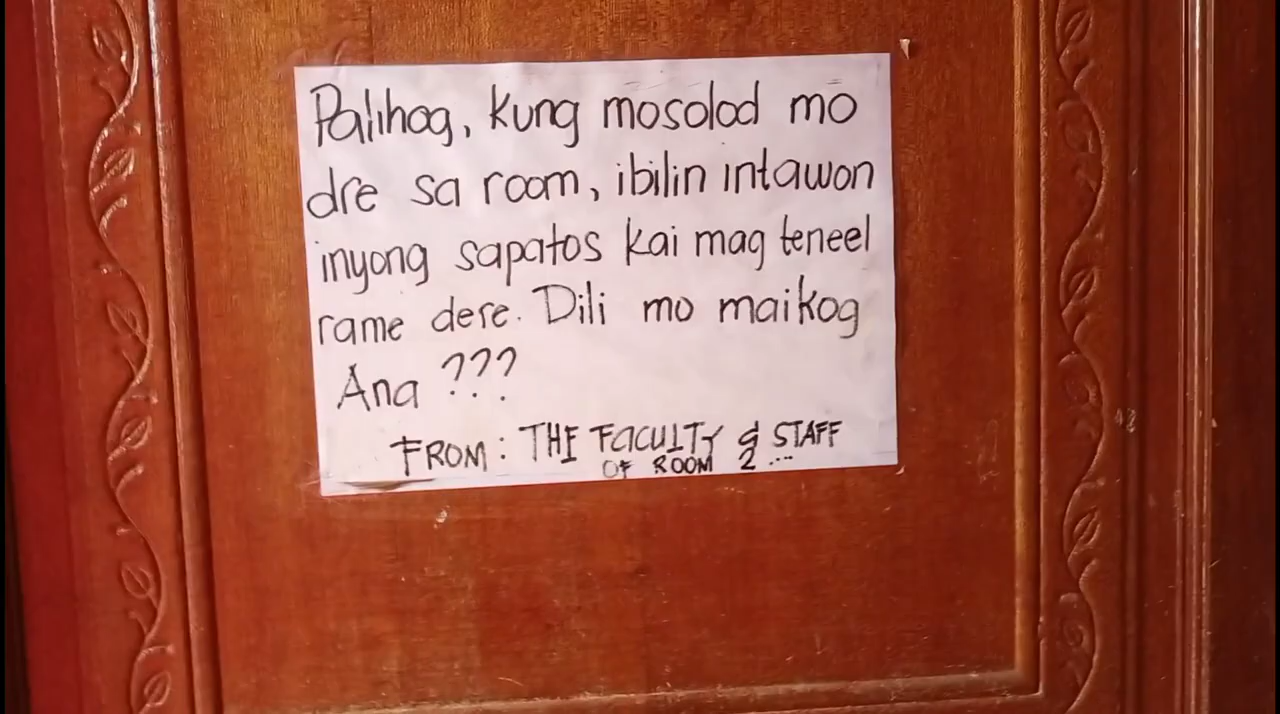 Palihog, kung mosolod mo
dre sa room, ibilin intawon
inyong sapatos kai mag teneel
rame dere. Dili mo maikog
Ana ???
FROM: THE FACULTY & STAFF
OF ROOM 2...